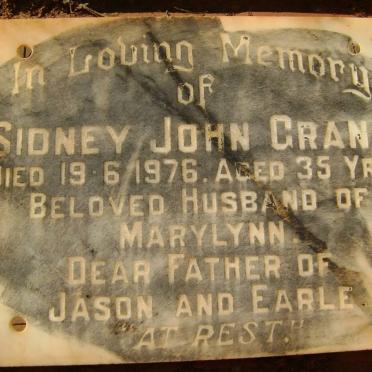 In Loving Memory
of
SIDNEY JOHN GRAN
DIED 19·6·1976. AGED 35 YR
BELOVED HUSBAND OF
MARYLYNN.
DEAR FATHER OF
JASON AND EARLE
"AT REST."